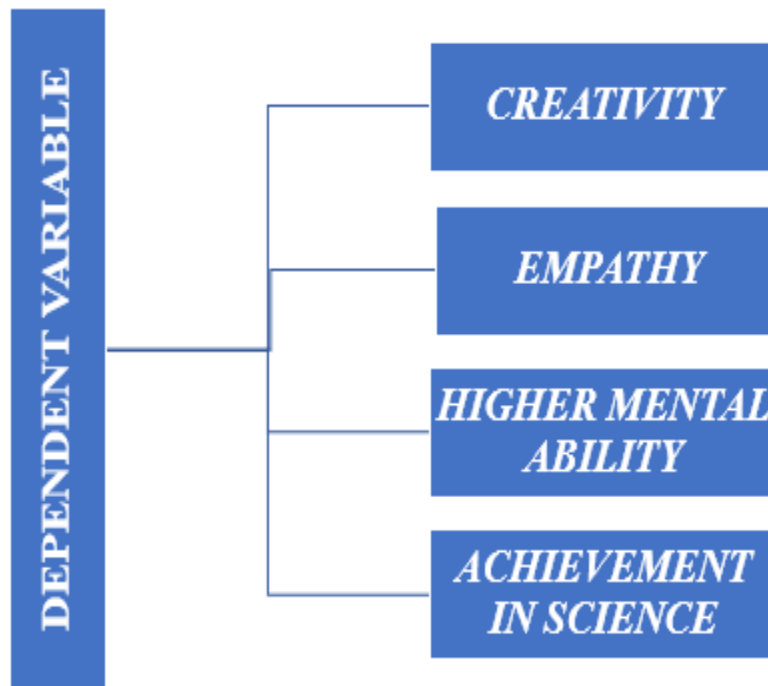 DEPENDENT VARIABLE
CREATIVITY
EMPATHY
HIGHER MENTAL
ABILITY
ACHIEVEMENT
IN SCIENCE